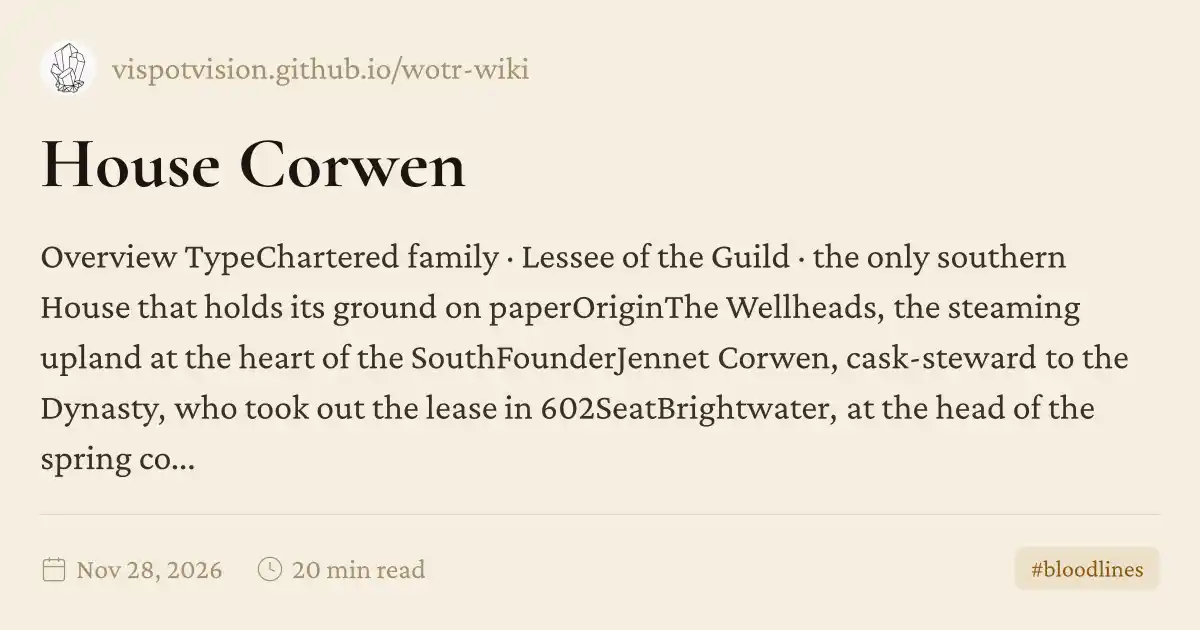 vispotvision.github.io/wotr-wiki
House Corwen
Overview TypeChartered family · Lessee of the Guild · the only southern
House that holds its ground on paperOriginThe Wellheads, the steaming
upland at the heart of the SouthFounderJennet Corwen, cask-steward to the
Dynasty, who took out the lease in 602SeatBrightwater, at the head of the
spring co...
Nov 28, 2026
20 min read
#bloodlines